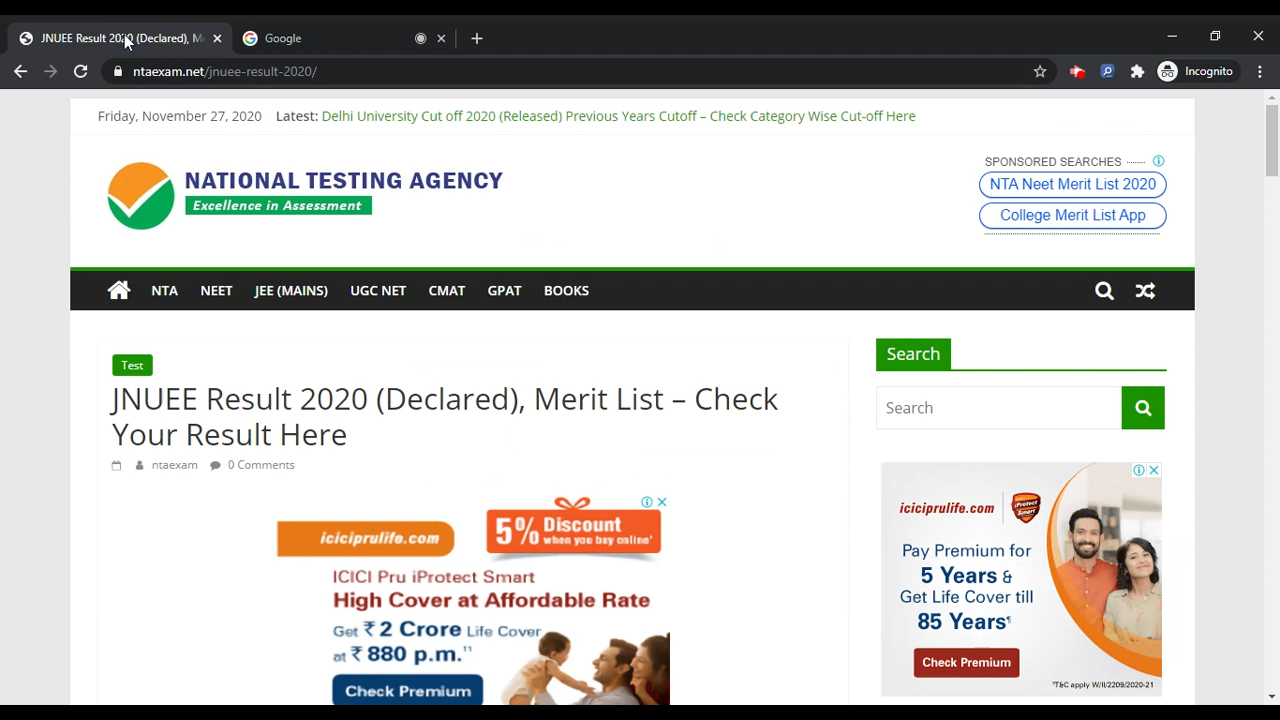 JNUEE Result 2020 (Declared), M
Google
ntaexam.net/jnuee-result-2020/
Incognito
Friday, November 27, 2020 Latest: Delhi University Cut off 2020 (Released) Previous Years Cutoff – Check Category Wise Cut-off Here
NATIONAL TESTING AGENCY
Excellence in Assessment
SPONSORED SEARCHES
NTA Neet Merit List 2020
College Merit List App
NTA NEET JEE (MAINS) UGC NET CMAT GPAT BOOKS
Test
JNUEE Result 2020 (Declared), Merit List – Check
Your Result Here
ntaexam 0 Comments
iciciprulife.com
5% Discount
when you buy online*
ICICI Pru iProtect Smart
High Cover at Affordable Rate
Get ₹ 2 Crore Life Cover
at ₹ 880 p.m.
Check Premium
Search
Search
iciciprulife.com
iProtect
Smart
Pay Premium for
5 Years &
Get Life Cover till
85 Years
Check Premium
*T&C apply W/II/2209/2020-21